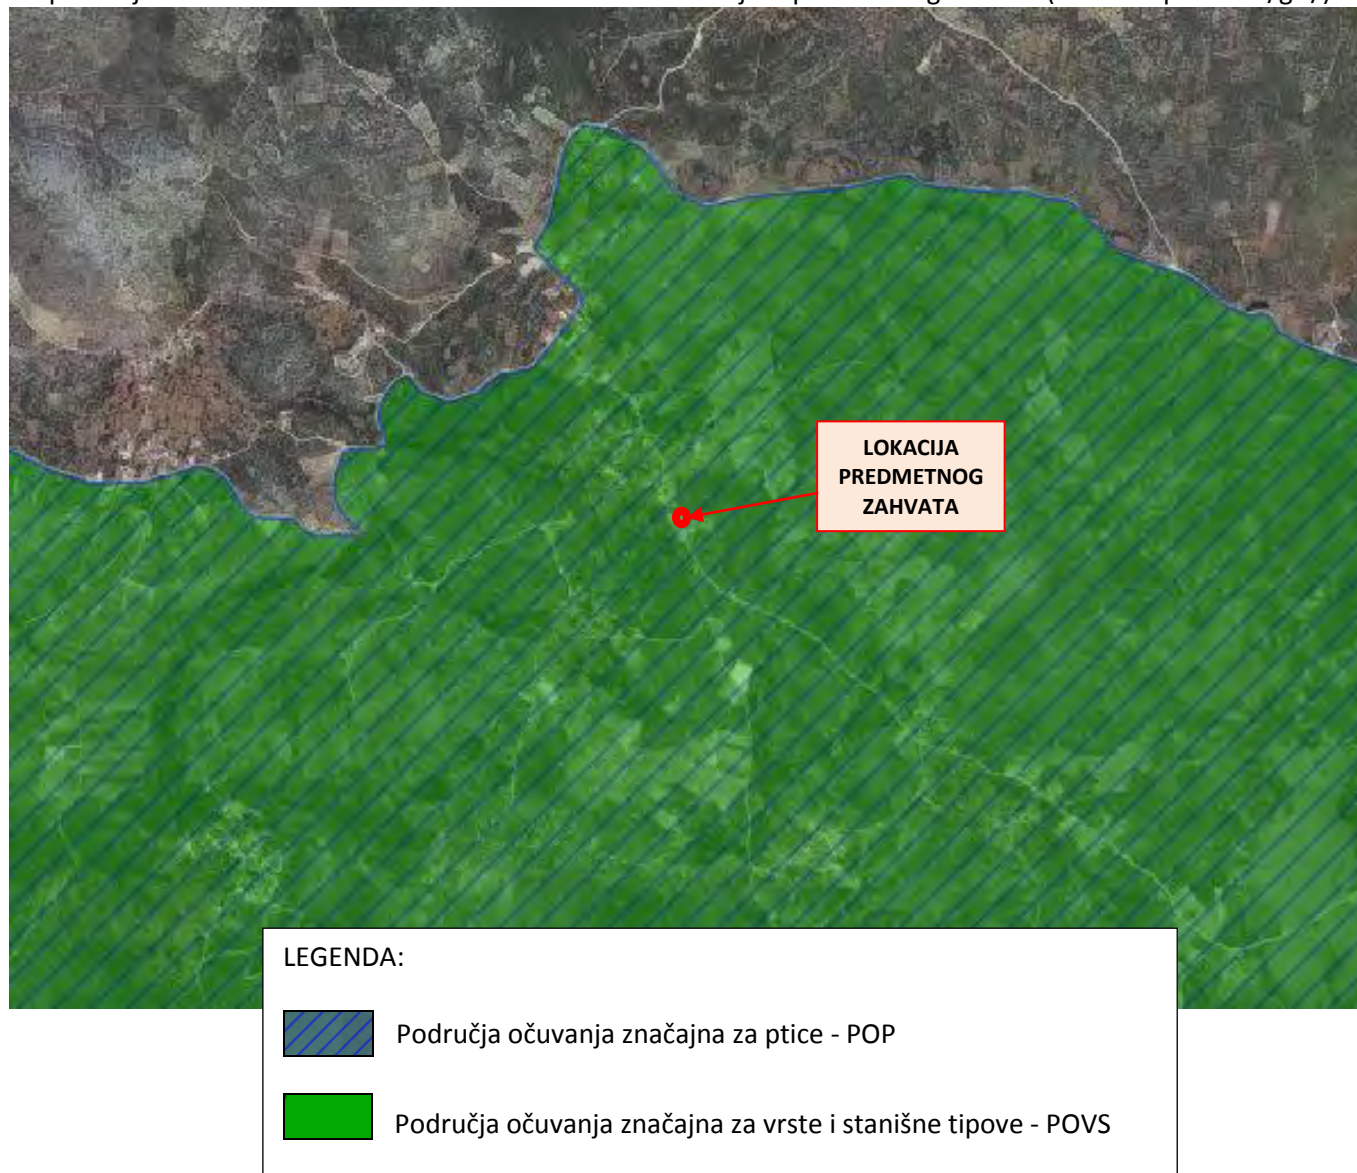 LOKACIJA
PREDMETNOG
ZAHVATA
LEGENDA:
Područja očuvanja značajna za ptice - POP
Područja očuvanja značajna za vrste i stanišne tipove - POVS